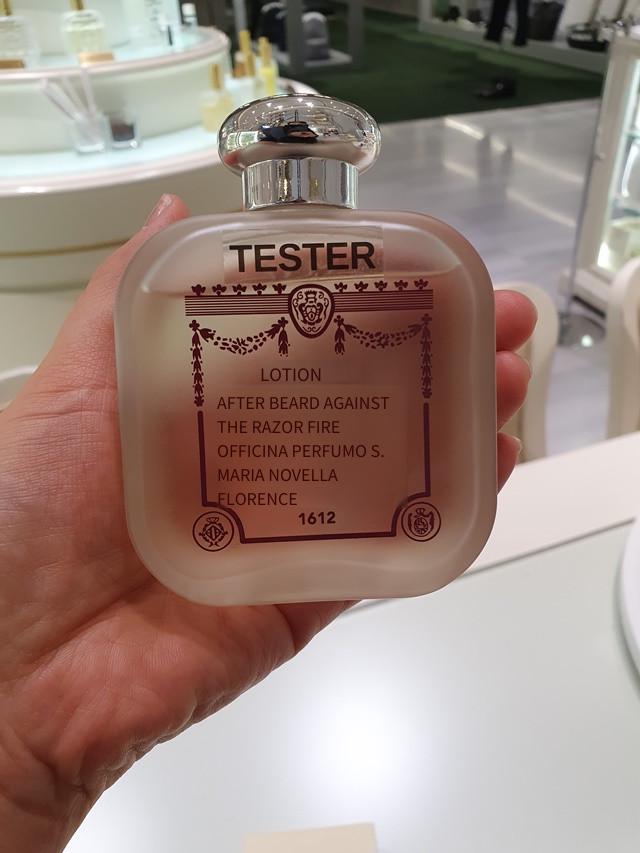 TESTER
LOTION
AFTER BEARD AGAINST
THE RAZOR FIRE
OFFICINA PERFUMO S.
MARIA NOVELLA
FLORENCE
1612